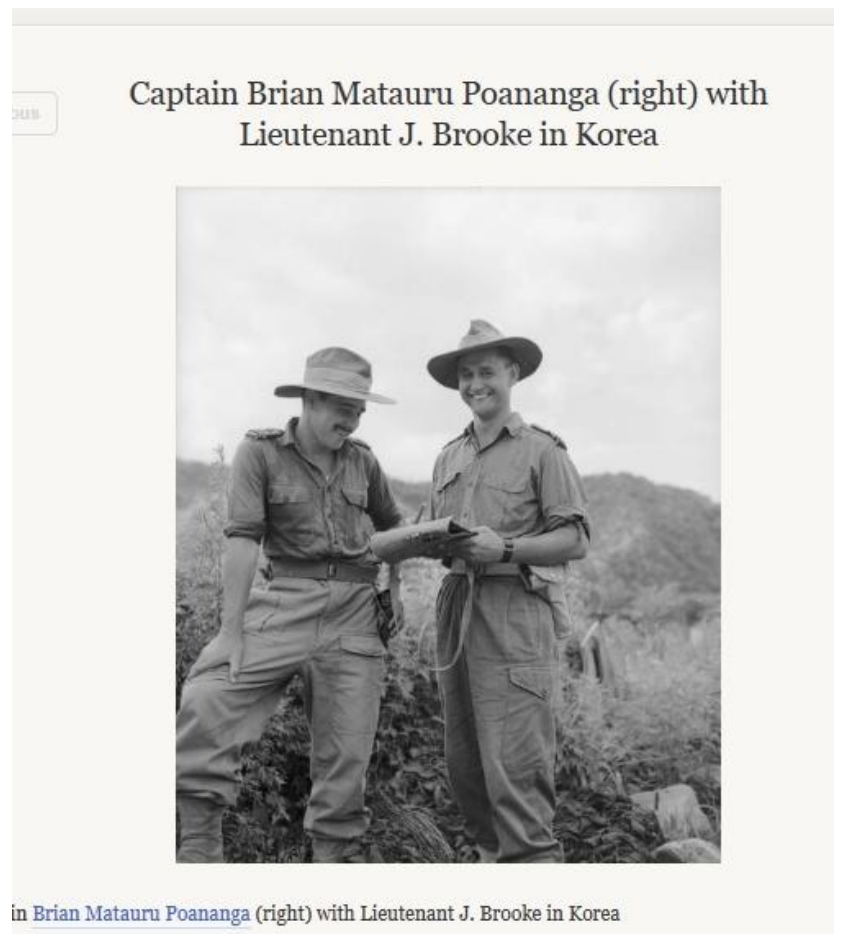 ous
Captain Brian Matauru Poananga (right) with
Lieutenant J. Brooke in Korea
in Brian Matauru Poananga (right) with Lieutenant J. Brooke in Korea